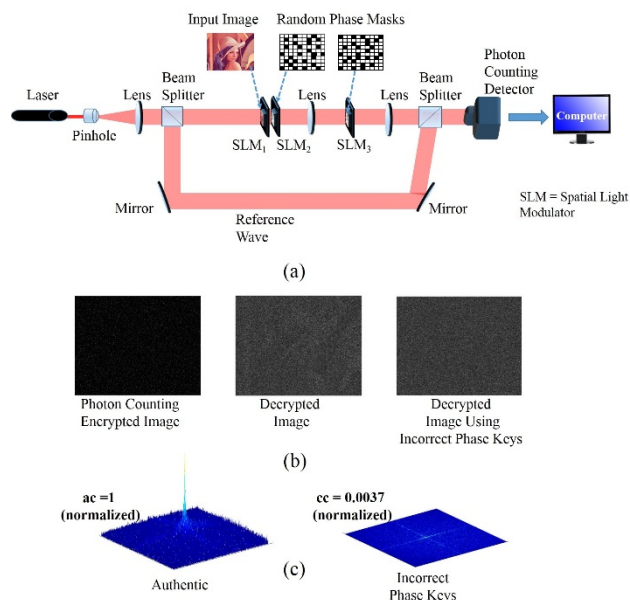 Input Image
Random Phase Masks
Laser
Pinhole
Lens
Beam
Splitter
SLM1
SLM2
Lens
SLM3
Lens
Beam
Splitter
Photon
Counting
Detector
Computer
Mirror
Reference
Wave
Mirror
SLM = Spatial Light
Modulator
(a)
Photon Counting
Encrypted Image
Decrypted
Image
Decrypted
Image Using
Incorrect Phase Keys
(b)
ac =1
(normalized)
Authentic
cc = 0.0037
(normalized)
Incorrect
Phase Keys
(c)